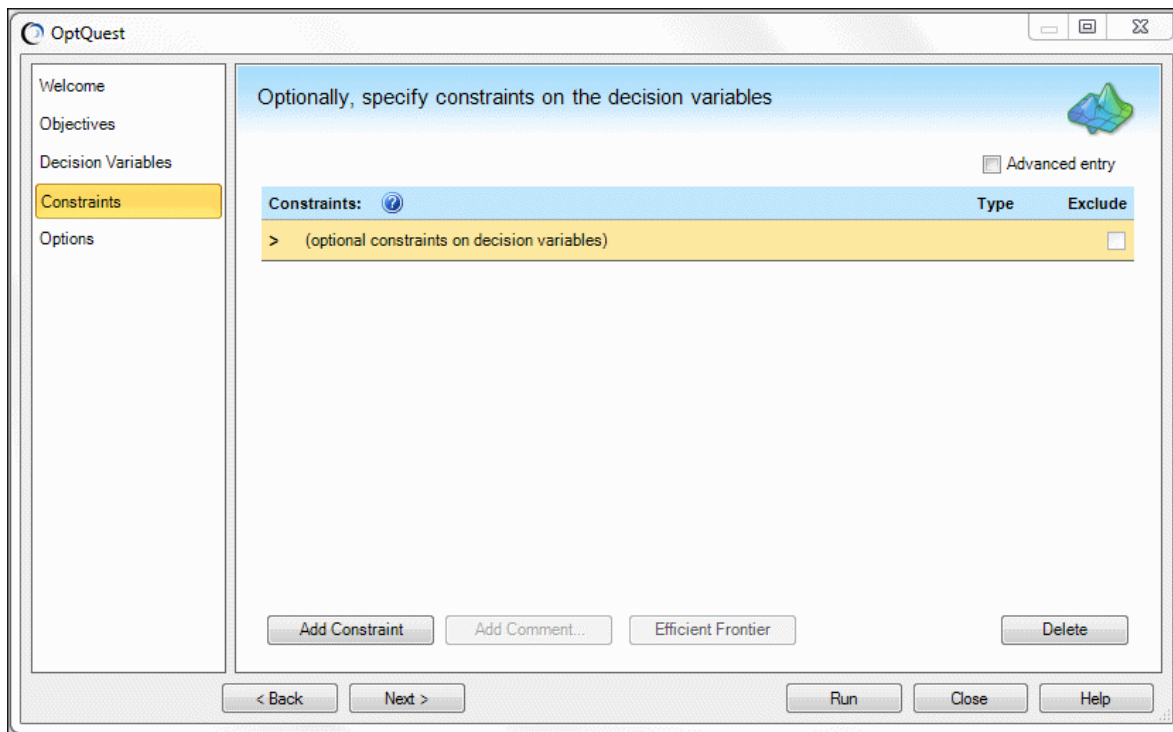 OptQuest
Welcome
Objectives
Decision Variables
Constraints
Options
Optionally, specify constraints on the decision variables
Advanced entry
Constraints: ? Type Exclude
> (optional constraints on decision variables)
Add Constraint Add Comment... Efficient Frontier Delete
< Back Next > Run Close Help